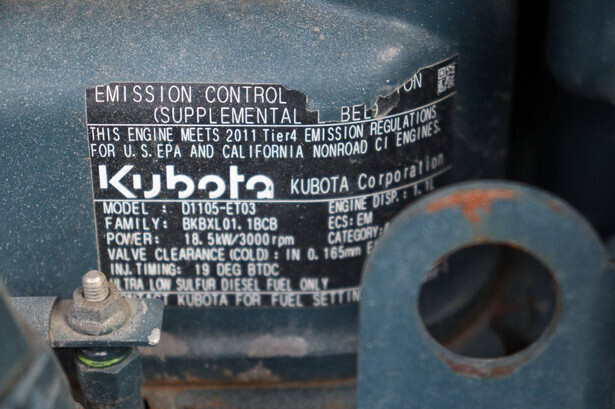 EMISSION CONTROL
(SUPPLEMENTAL
THIS ENGINE MEETS 2011 Tier4 EMISSION REGULATIONS
FOR U.S. EPA AND CALIFORNIA NONROAD CI ENGINES.
Kubota KUBOTA Corporation
MODEL : D1105-ET03 ENGINE DISP. : 1.1L
FAMILY: BKBXL01.1BCB ECS: EM
POWER: 18.5kW/3000rpm CATEGORY:
VALVE CLEARANCE (COLD) : IN 0.165mm
INJ. TIMING: 19 DEG BTDC
ULTRA LOW SULFUR DIESEL FUEL ONLY
KUBOTA FOR FUEL